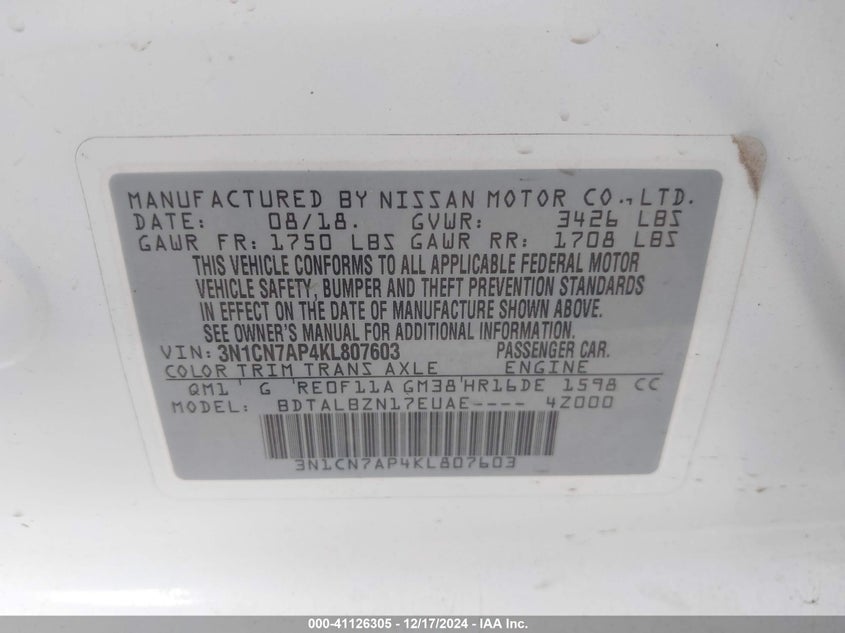 MANUFACTURED BY NISSAN MOTOR CO., LTD.
DATE: 08/18. GVWR: 3426 LBS
GAWR FR: 1750 LBS GAWR RR: 1708 LBS
THIS VEHICLE CONFORMS TO ALL APPLICABLE FEDERAL MOTOR
VEHICLE SAFETY, BUMPER AND THEFT PREVENTION STANDARDS
IN EFFECT ON THE DATE OF MANUFACTURE SHOWN ABOVE.
SEE OWNER'S MANUAL FOR ADDITIONAL INFORMATION.
VIN: 3N1CN7AP4KL807603 PASSENGER CAR.
COLOR TRIM TRANS AXLE ENGINE
QM1 G RE0F11A GM38 HR16DE 1598 CC
MODEL: BDTALBZN17EUAE---- 4Z000
3N1CN7AP4KL807603
000-41126305 - 12/17/2024 - IAA Inc.